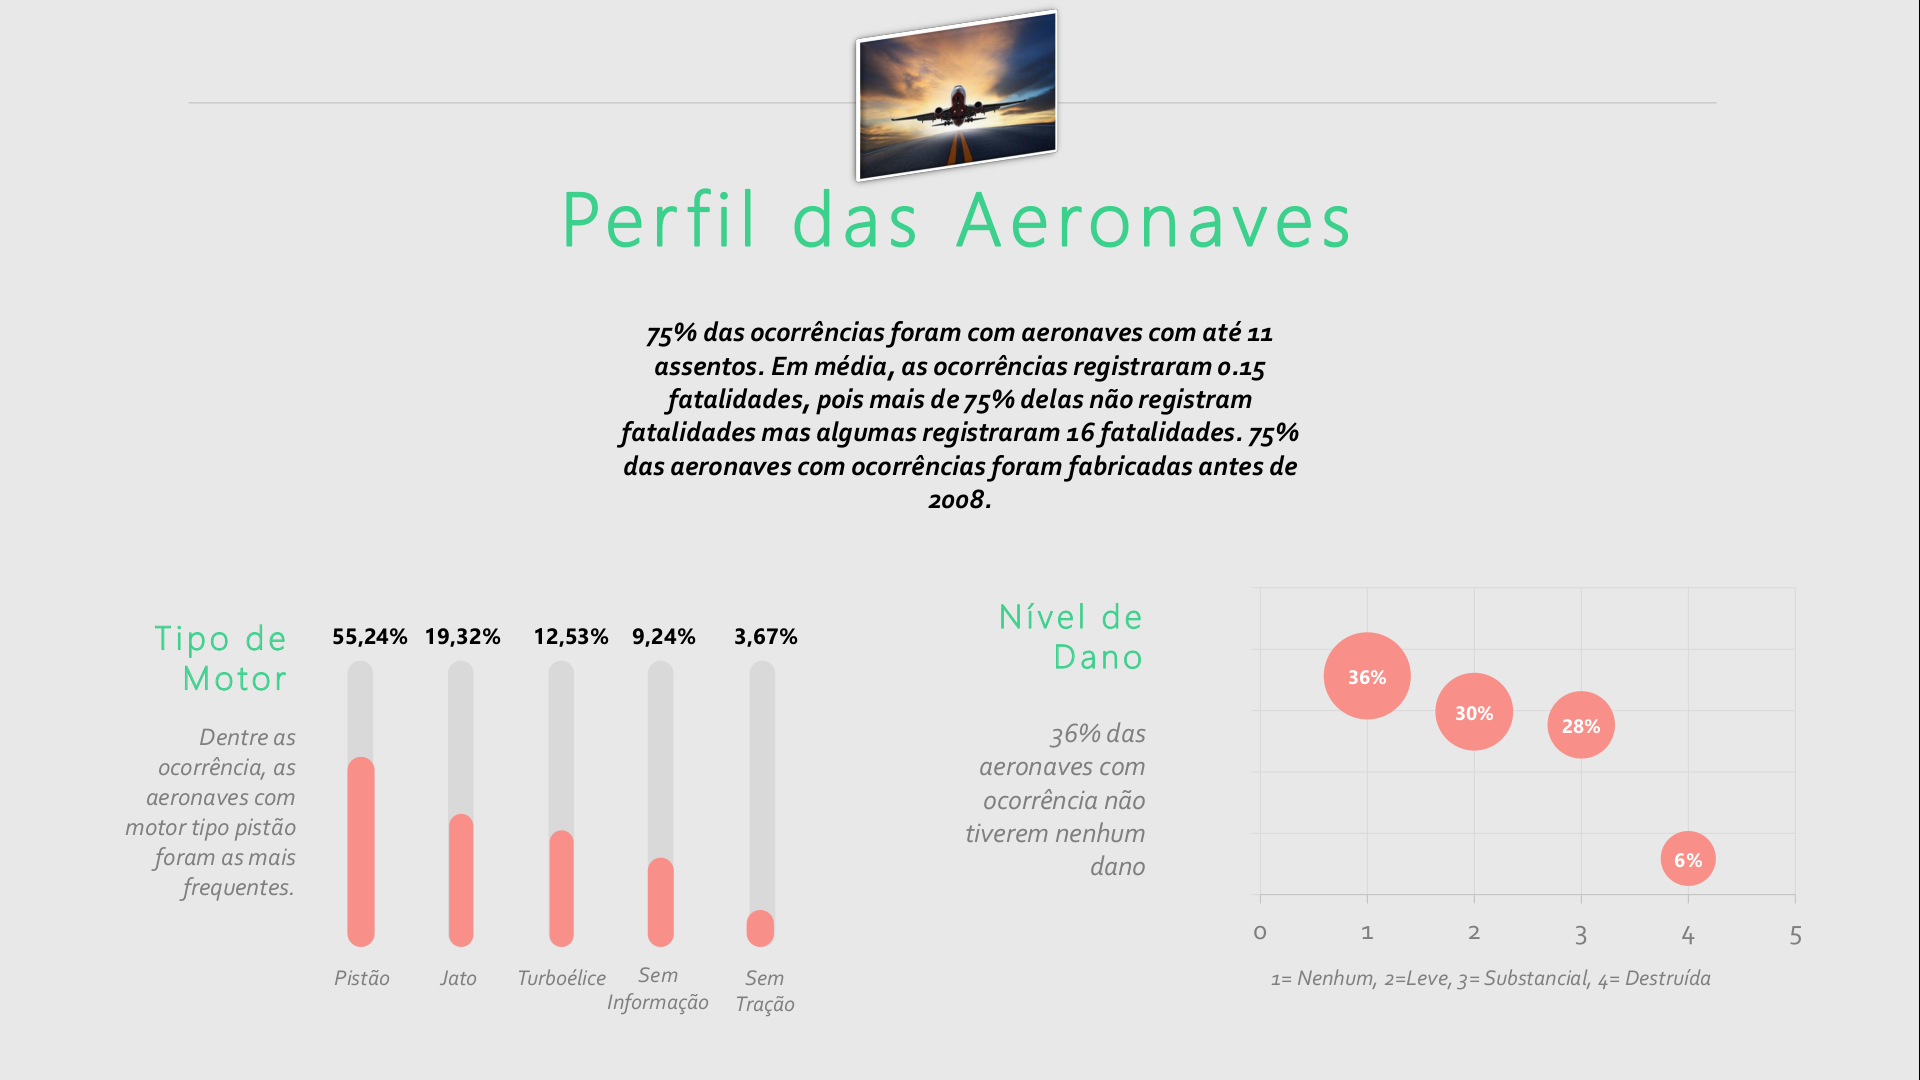 Perfil das Aeronaves
75% das ocorrências foram com aeronaves com até 11
assentos. Em média, as ocorrências registraram 0.15
fatalidades, pois mais de 75% delas não registram
fatalidades mas algumas registraram 16 fatalidades. 75%
das aeronaves com ocorrências foram fabricadas antes de
2008.
Tipo de
Motor
Dentre as
ocorrência, as
aeronaves com
motor tipo pistão
foram as mais
frequentes.
55,24% 19,32% 12,53% 9,24% 3,67%
Pistão Jato Turboélice Sem Informação Sem Tração
Nível de
Dano
36% das
aeronaves com
ocorrência não
tiverem nenhum
dano
36%
30%
28%
6%
0 1 2 3 4 5
1= Nenhum, 2=Leve, 3= Substancial, 4= Destruída